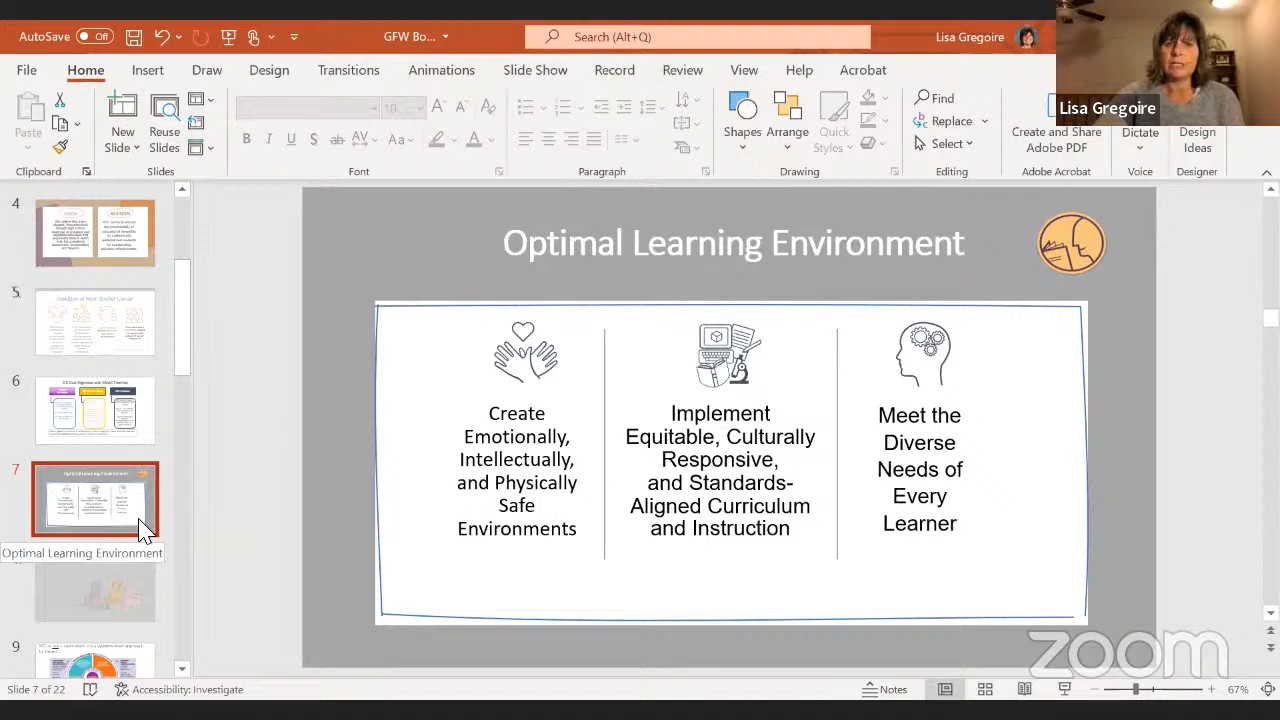 AutoSave Off GFW Bo... Search (Alt+Q) Lisa Gregoire
File Home Insert Draw Design Transitions Animations Slide Show Record Review View Help Acrobat
Lisa Gregoire
Paste
New
Slide
Reuse
Slides
10
B I U S ab AV Aa A
Shapes
Arrange
Quick
Styles
Find
Replace
Select
Create and Share
Adobe PDF
Dictate
Design
Ideas
Clipboard Slides Font Paragraph Drawing Editing Adobe Acrobat Voice Designer
4
5
6
7
Optimal Learning Environment
9
Optimal Learning Environment
Create
Emotionally,
Intellectually,
and Physically
Safe
Environments
Implement
Equitable, Culturally
Responsive,
and Standards-
Aligned Curriculum
and Instruction
Meet the
Diverse
Needs of
Every
Learner
zoom
Slide 7 of 22 Accessibility: Investigate Notes 67%